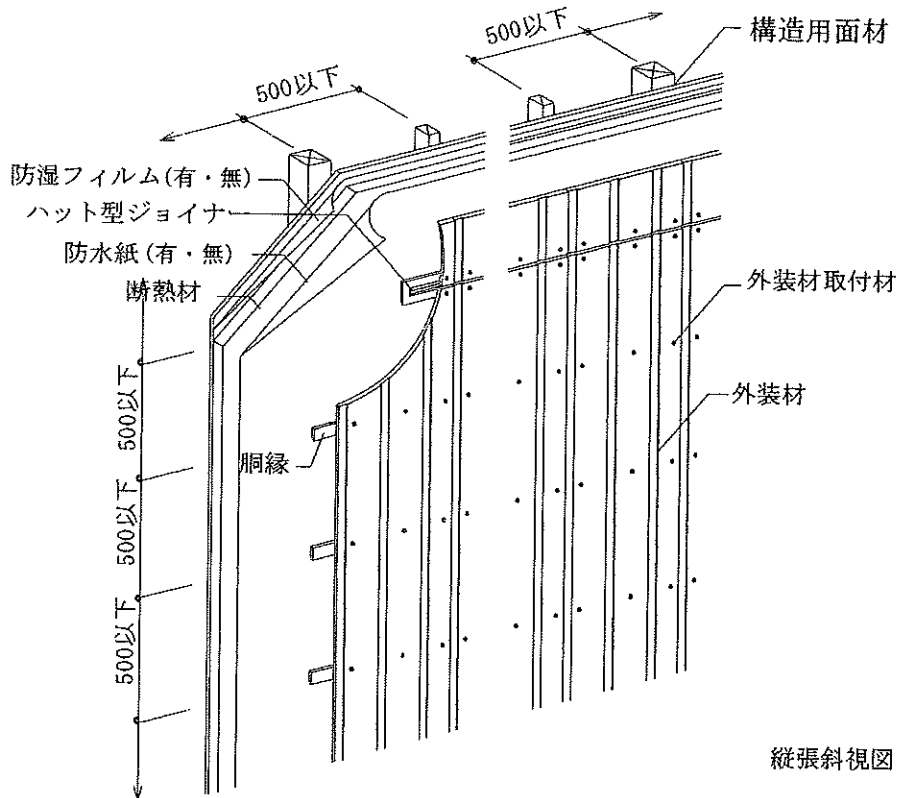 500以下
500以下
構造用面材
防湿フィルム(有・無)
ハット型ジョイナ
防水紙(有・無)
断熱材
外装材取付材
外装材
胴縁
500以下
500以下
500以下
縦張斜視図